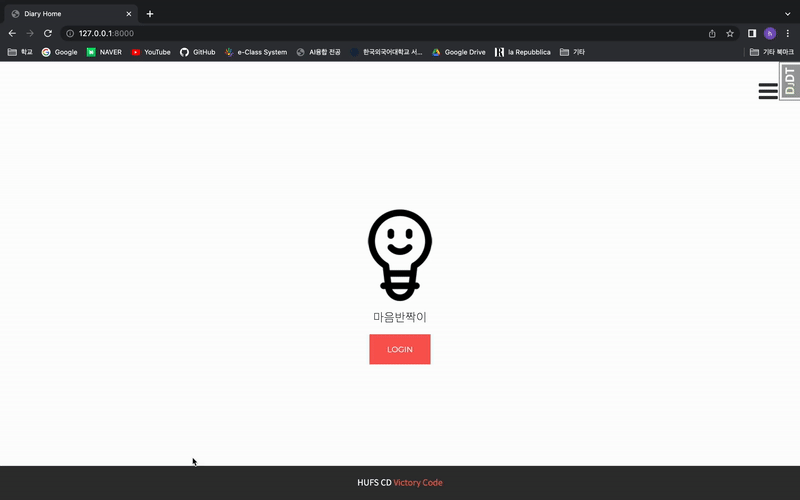 Diary Home
127.0.0.1:8000
h
학교 Google NAVER YouTube GitHub e-Class System AI융합 전공 한국외국어대학교 서... Google Drive la Repubblica 기타 기타 북마크
DJDT
마음반짝이
LOGIN
HUFS CD Victory Code